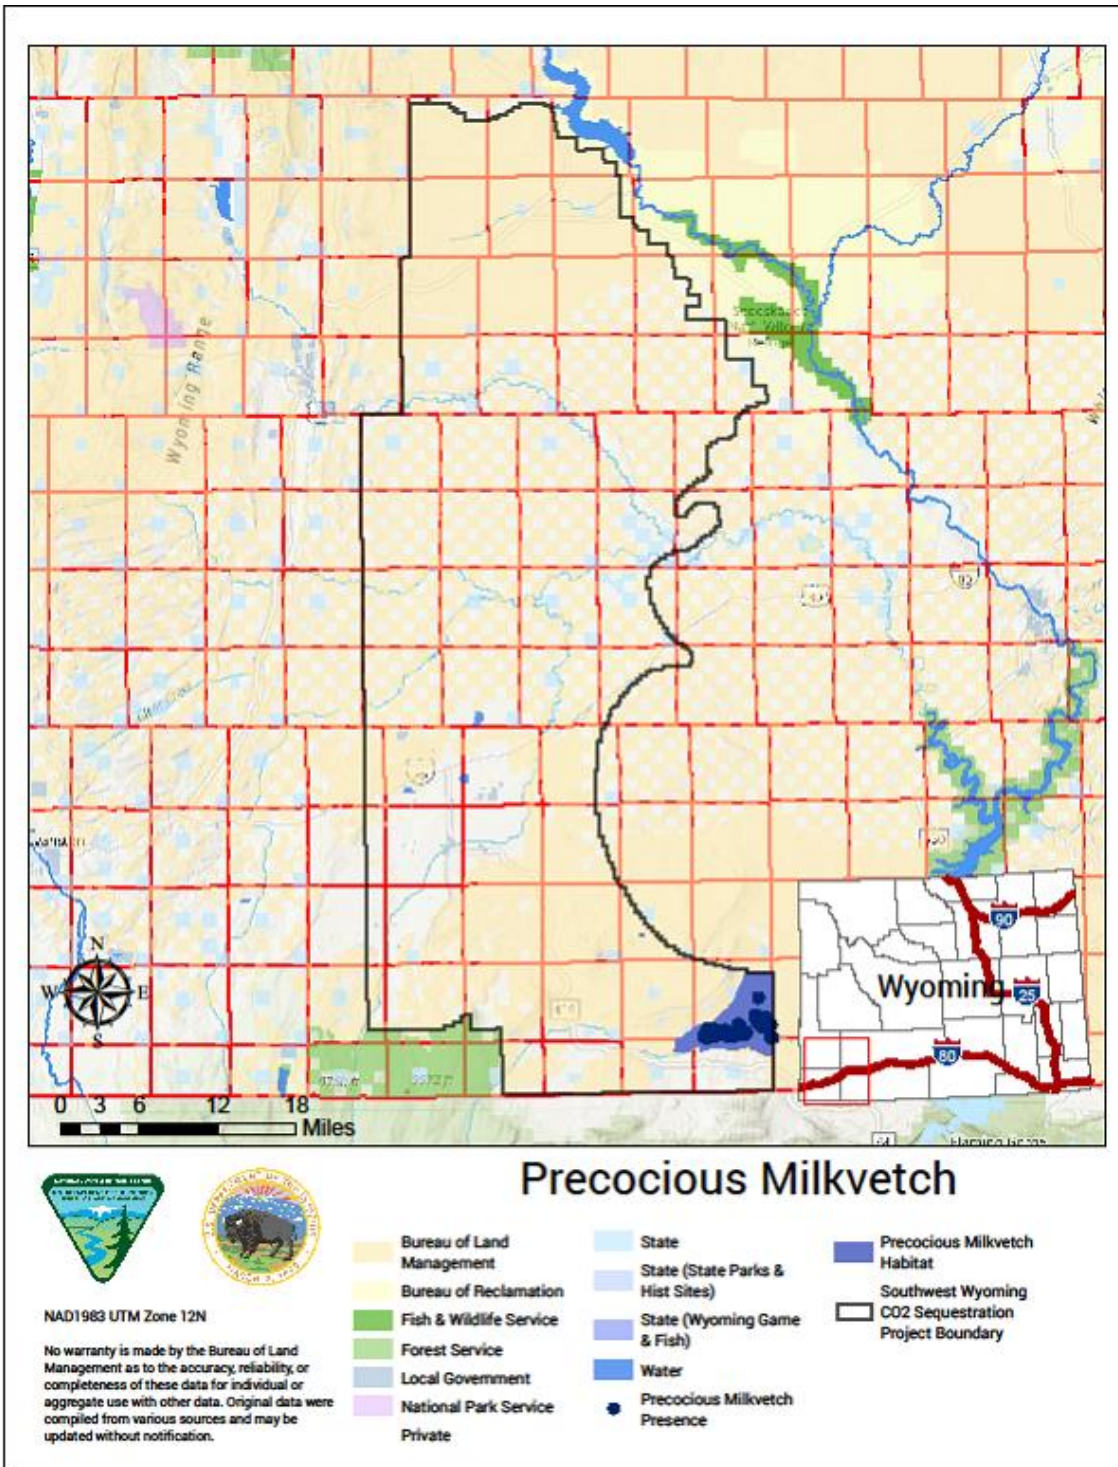 Wyoming Range
N
W
E
S
90
Wyoming
25
80
0 3 6 12 18
Miles
Precocious Milkvetch
NAD1983 UTM Zone 12N
No warranty is made by the Bureau of Land
Management as to the accuracy, reliability, or
completeness of these data for individual or
aggregate use with other data. Original data were
compiled from various sources and may be
updated without notification.
Bureau of Land
Management
Bureau of Reclamation
Fish & Wildlife Service
Forest Service
Local Government
National Park Service
Private
State
State (State Parks &
Hist Sites)
State (Wyoming Game
& Fish)
Water
Precocious Milkvetch
Presence
Precocious Milkvetch
Habitat
Southwest Wyoming
CO2 Sequestration
Project Boundary